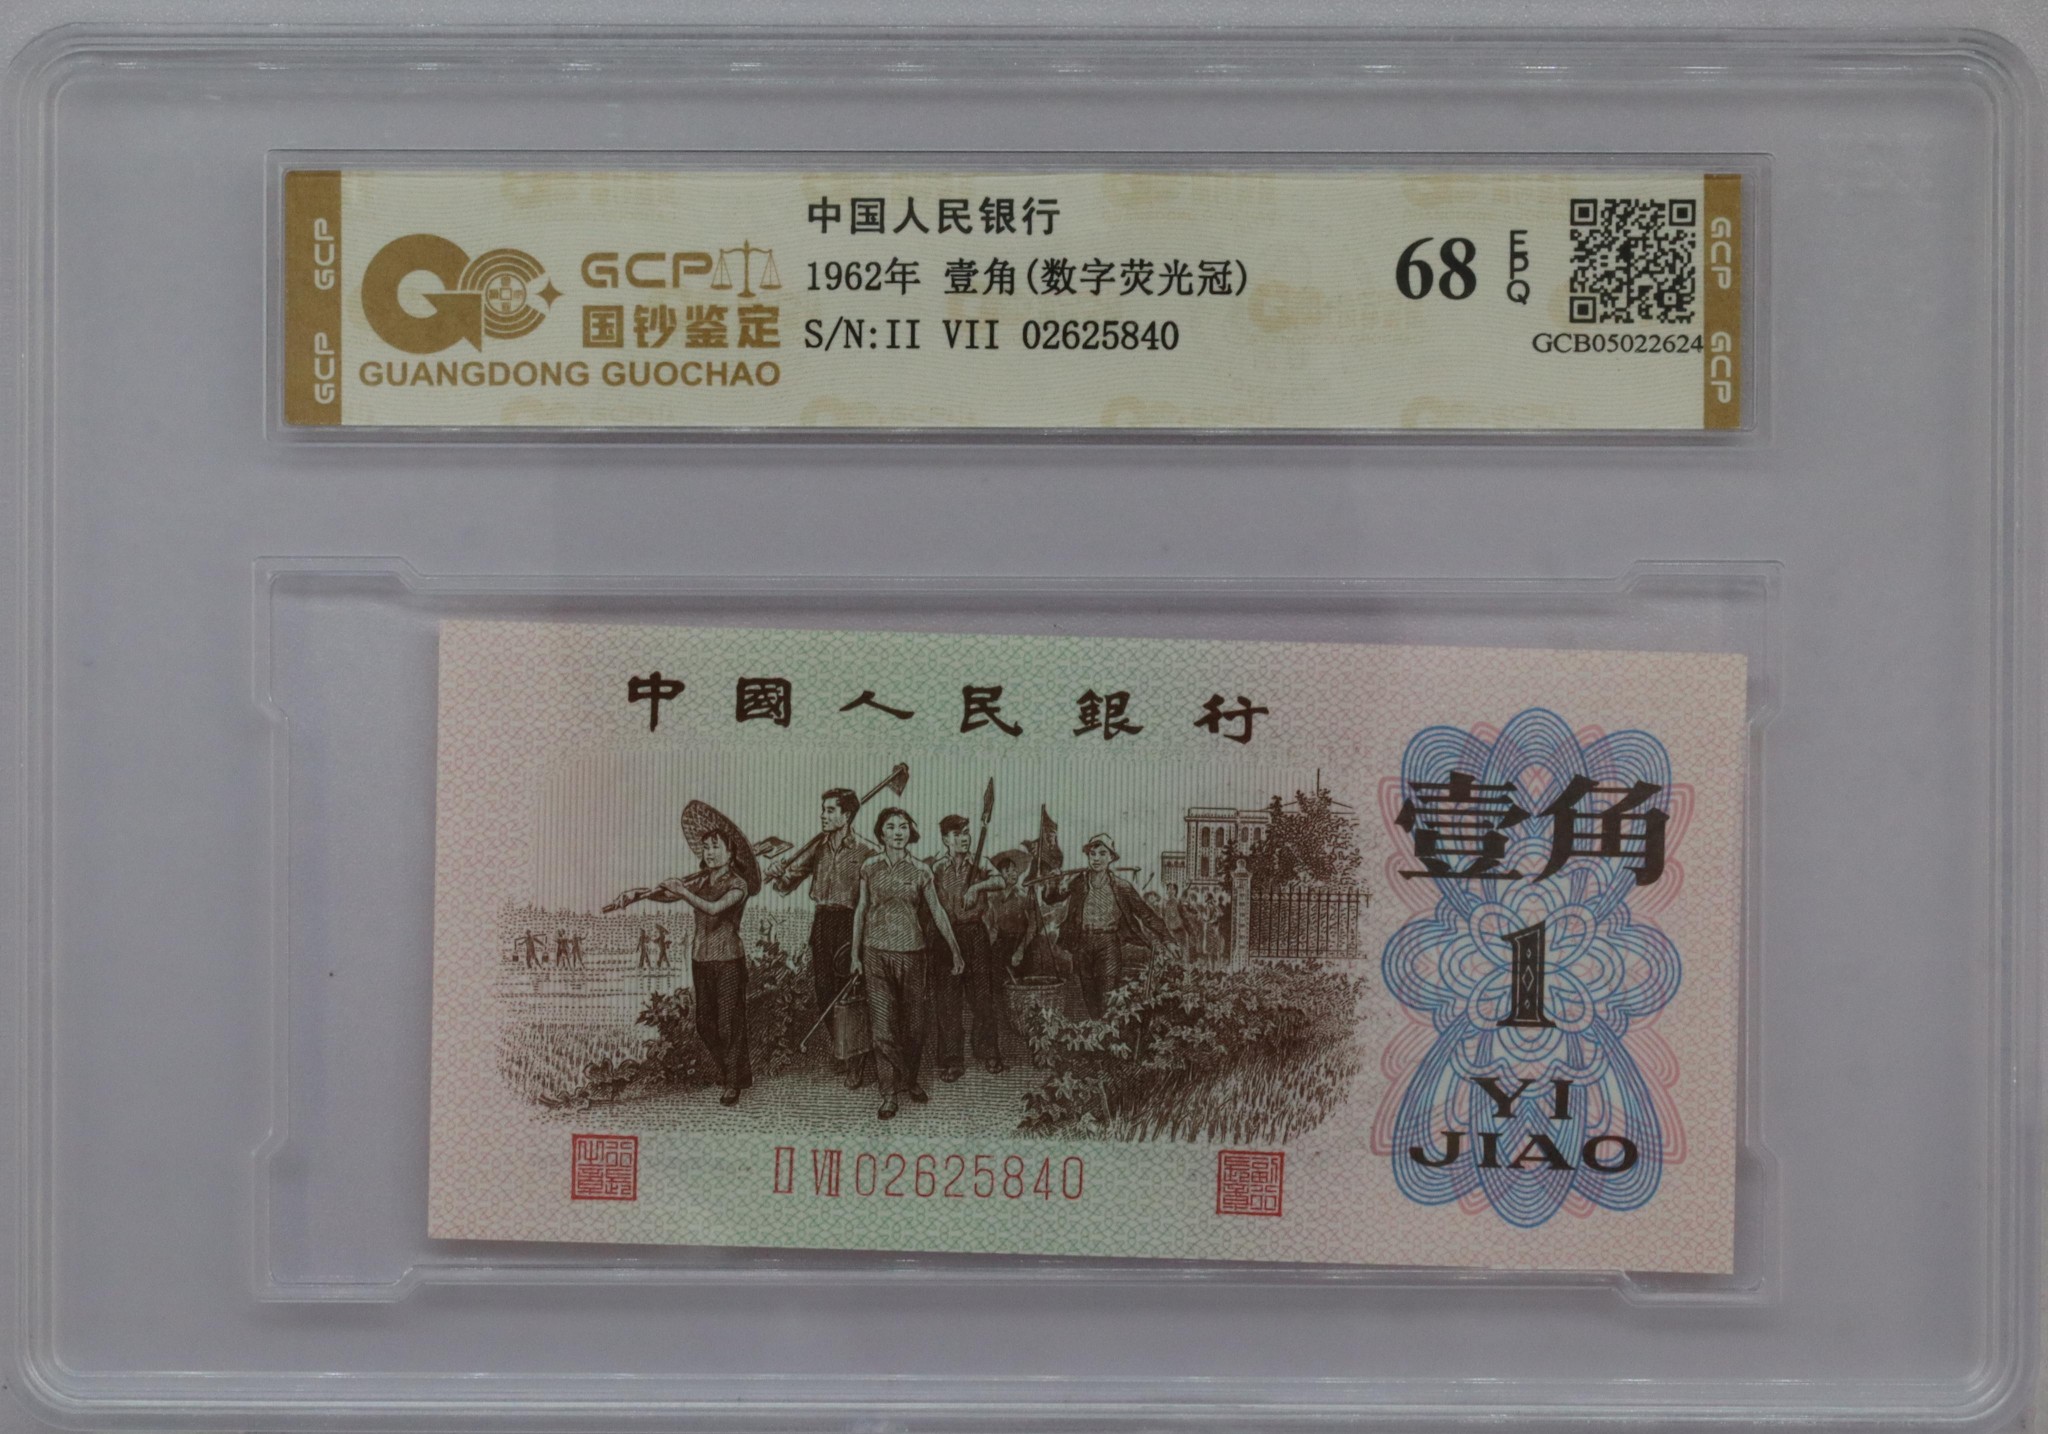 GCP
GCP
GCP
国钞鉴定
GUANGDONG GUOCHAO
中国人民银行
1962年 壹角(数字荧光冠)
S/N:II VII 02625840
68
EPQ
GCB05022624
GCP
GCP
中國人民銀行
壹角
1
YI
JIAO
II VII 02625840